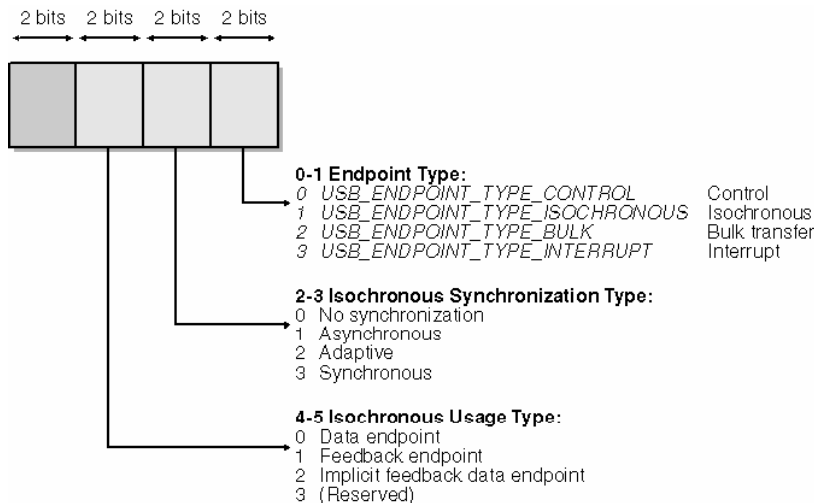 2 bits 2 bits 2 bits 2 bits
0-1 Endpoint Type:
0 USB_ENDPOINT_TYPE_CONTROL Control
1 USB_ENDPOINT_TYPE_ISOCHRONOUS Isochronous
2 USB_ENDPOINT_TYPE_BULK Bulk transfer
3 USB_ENDPOINT_TYPE_INTERRUPT Interrupt
2-3 Isochronous Synchronization Type:
0 No synchronization
1 Asynchronous
2 Adaptive
3 Synchronous
4-5 Isochronous Usage Type:
0 Data endpoint
1 Feedback endpoint
2 Implicit feedback data endpoint
3 (Reserved)